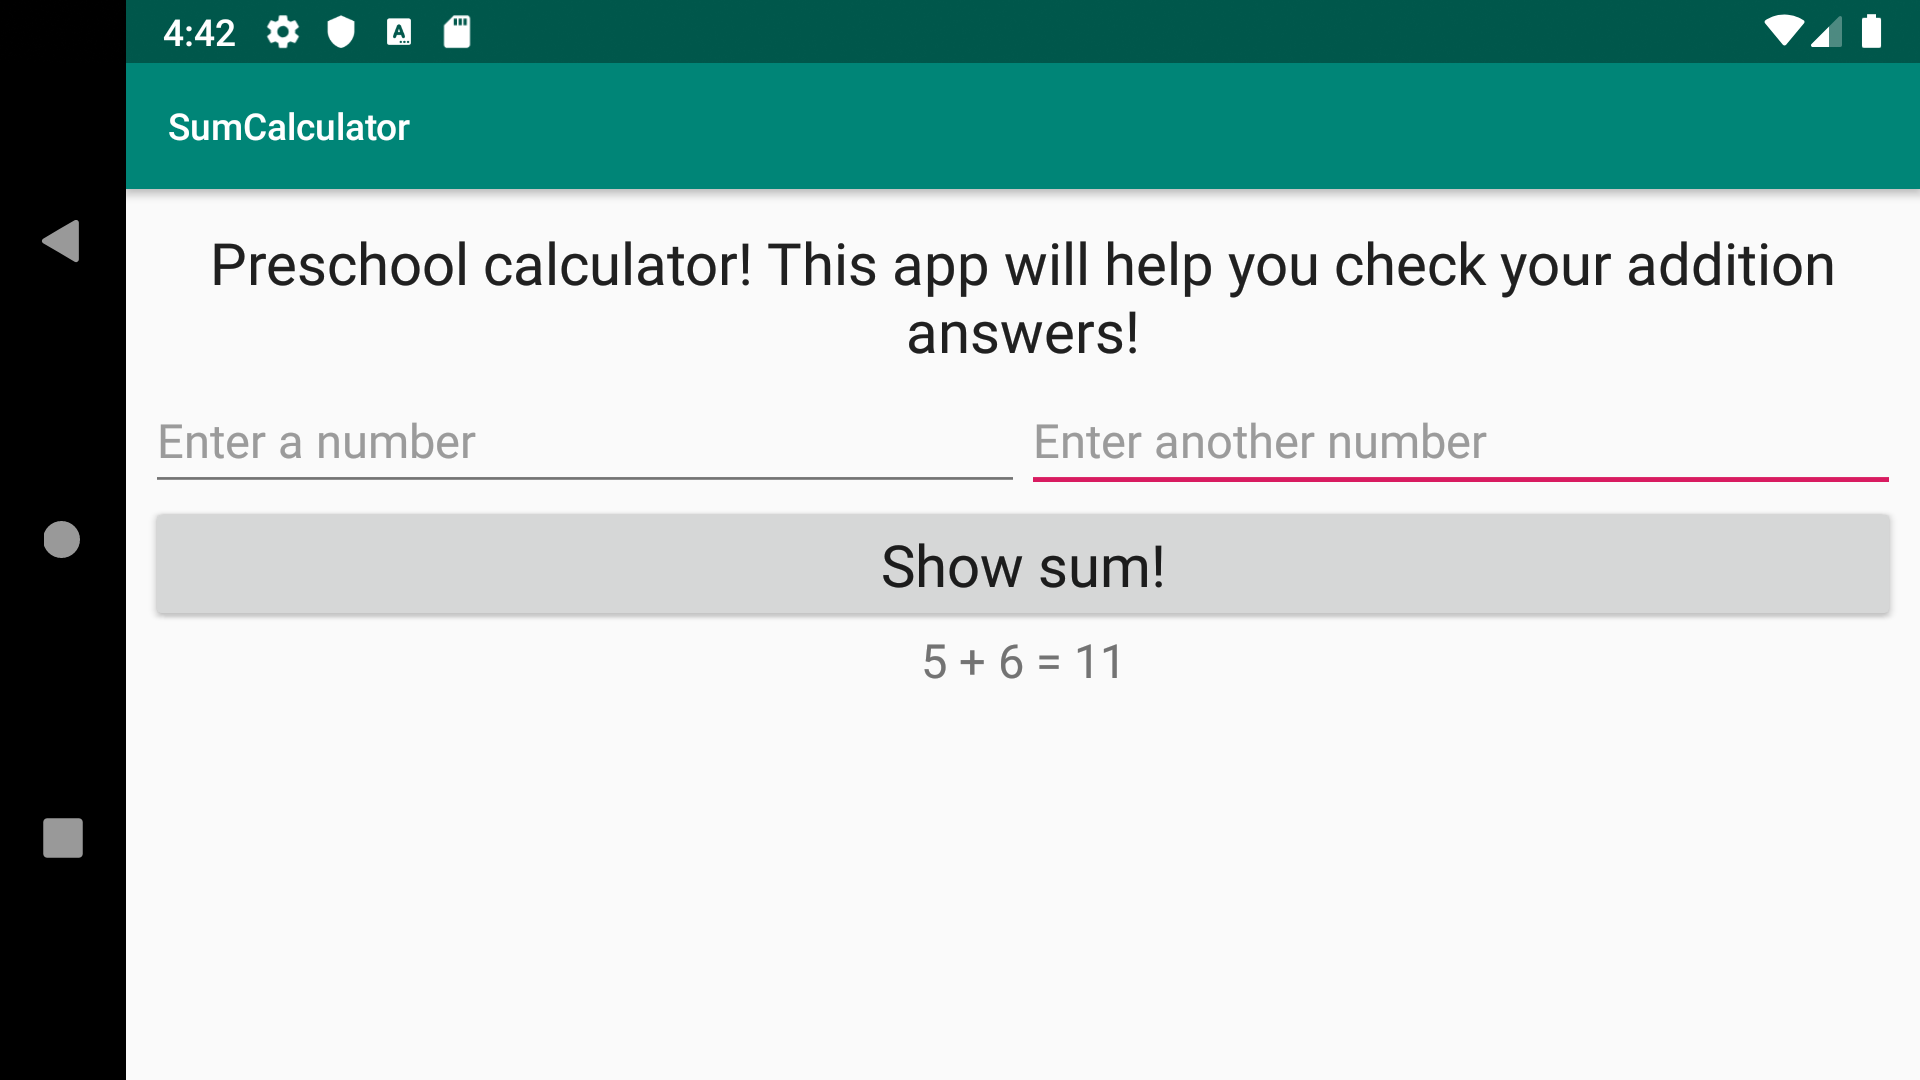 4:42
SumCalculator
Preschool calculator! This app will help you check your addition
answers!
Enter a number
Enter another number
Show sum!
5 + 6 = 11